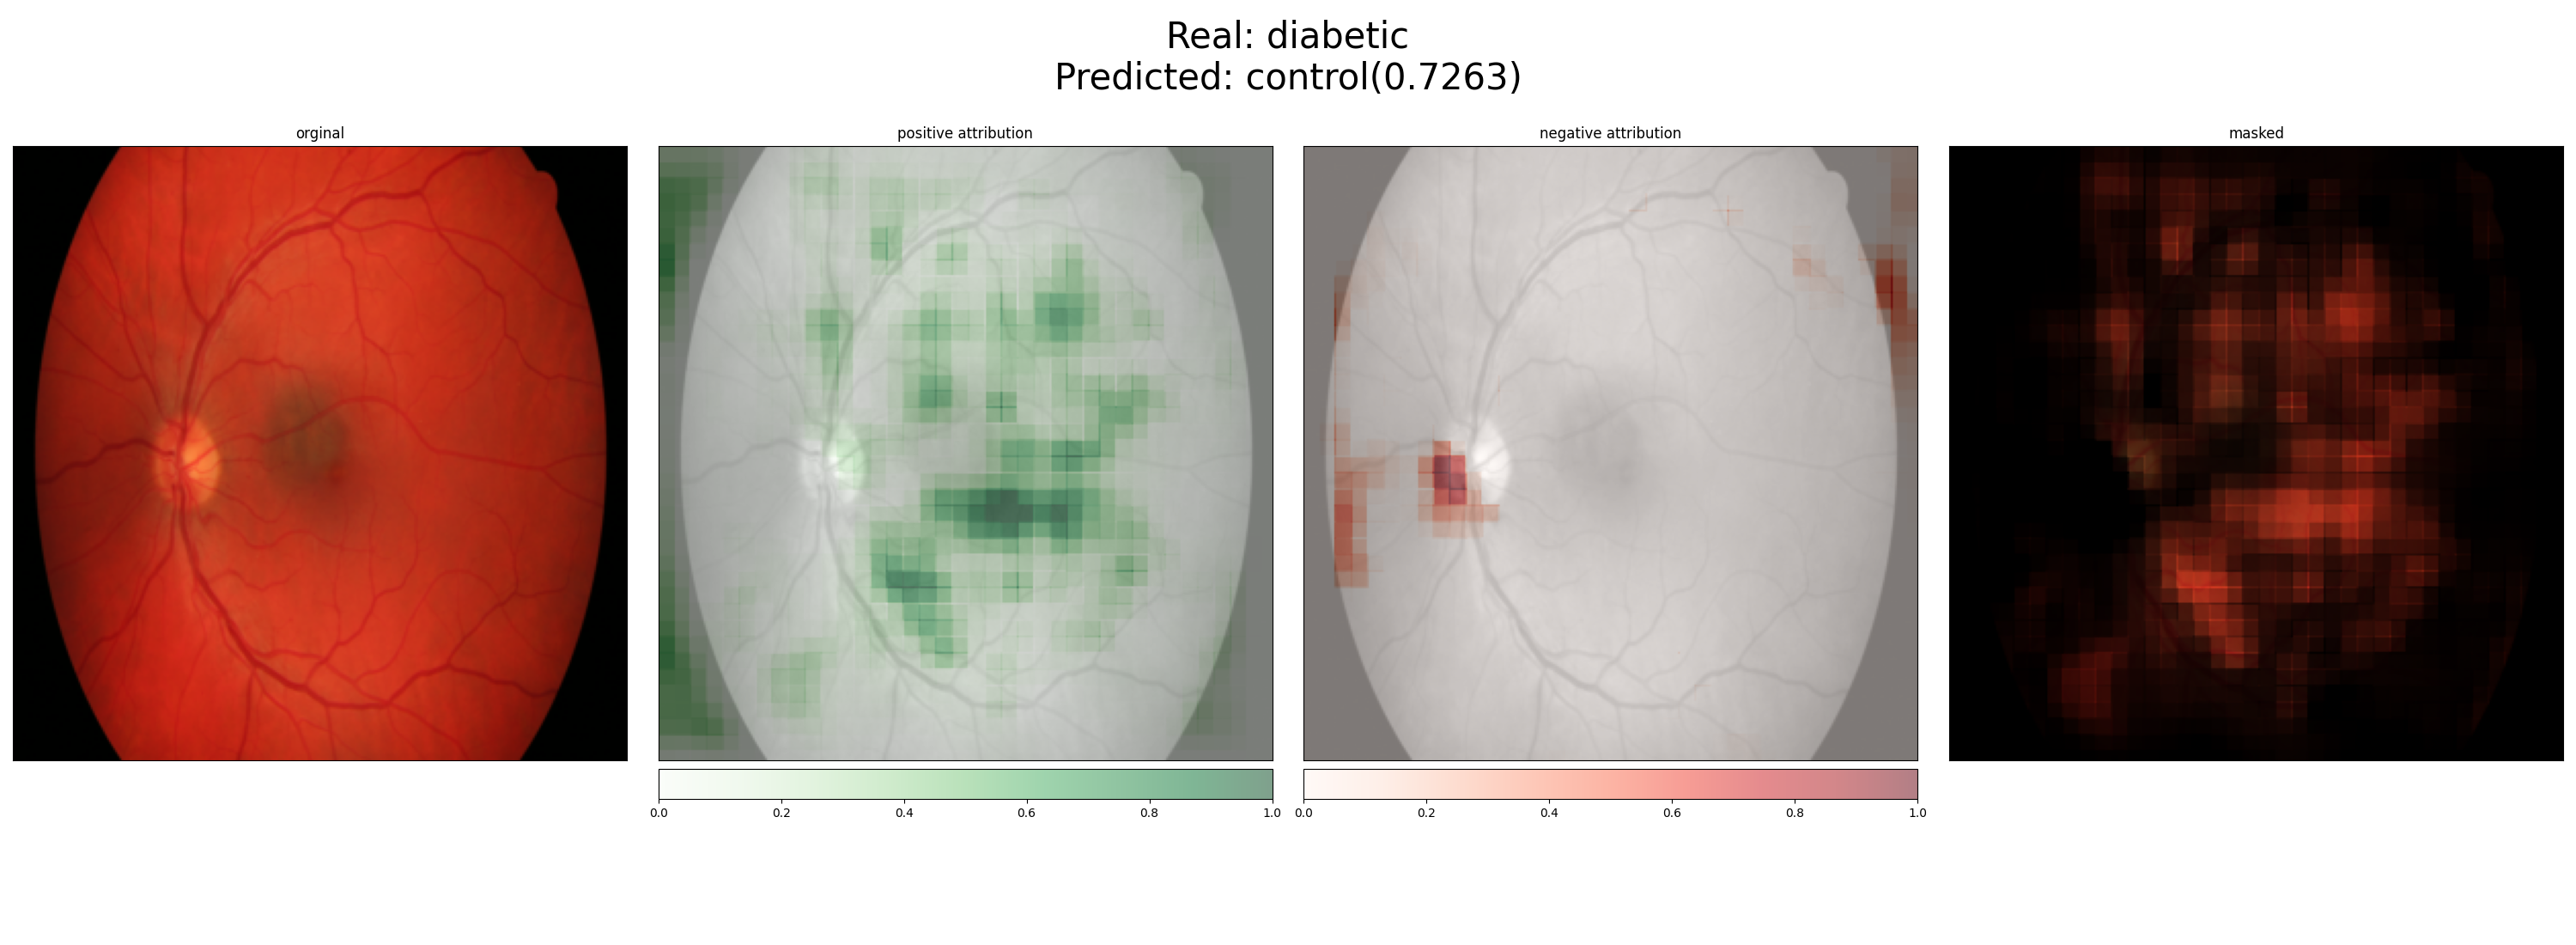 Real: diabetic
Predicted: control(0.7263)
orginal
positive attribution
negative attribution
masked
0.0 0.2 0.4 0.6 0.8 1.0
0.0 0.2 0.4 0.6 0.8 1.0